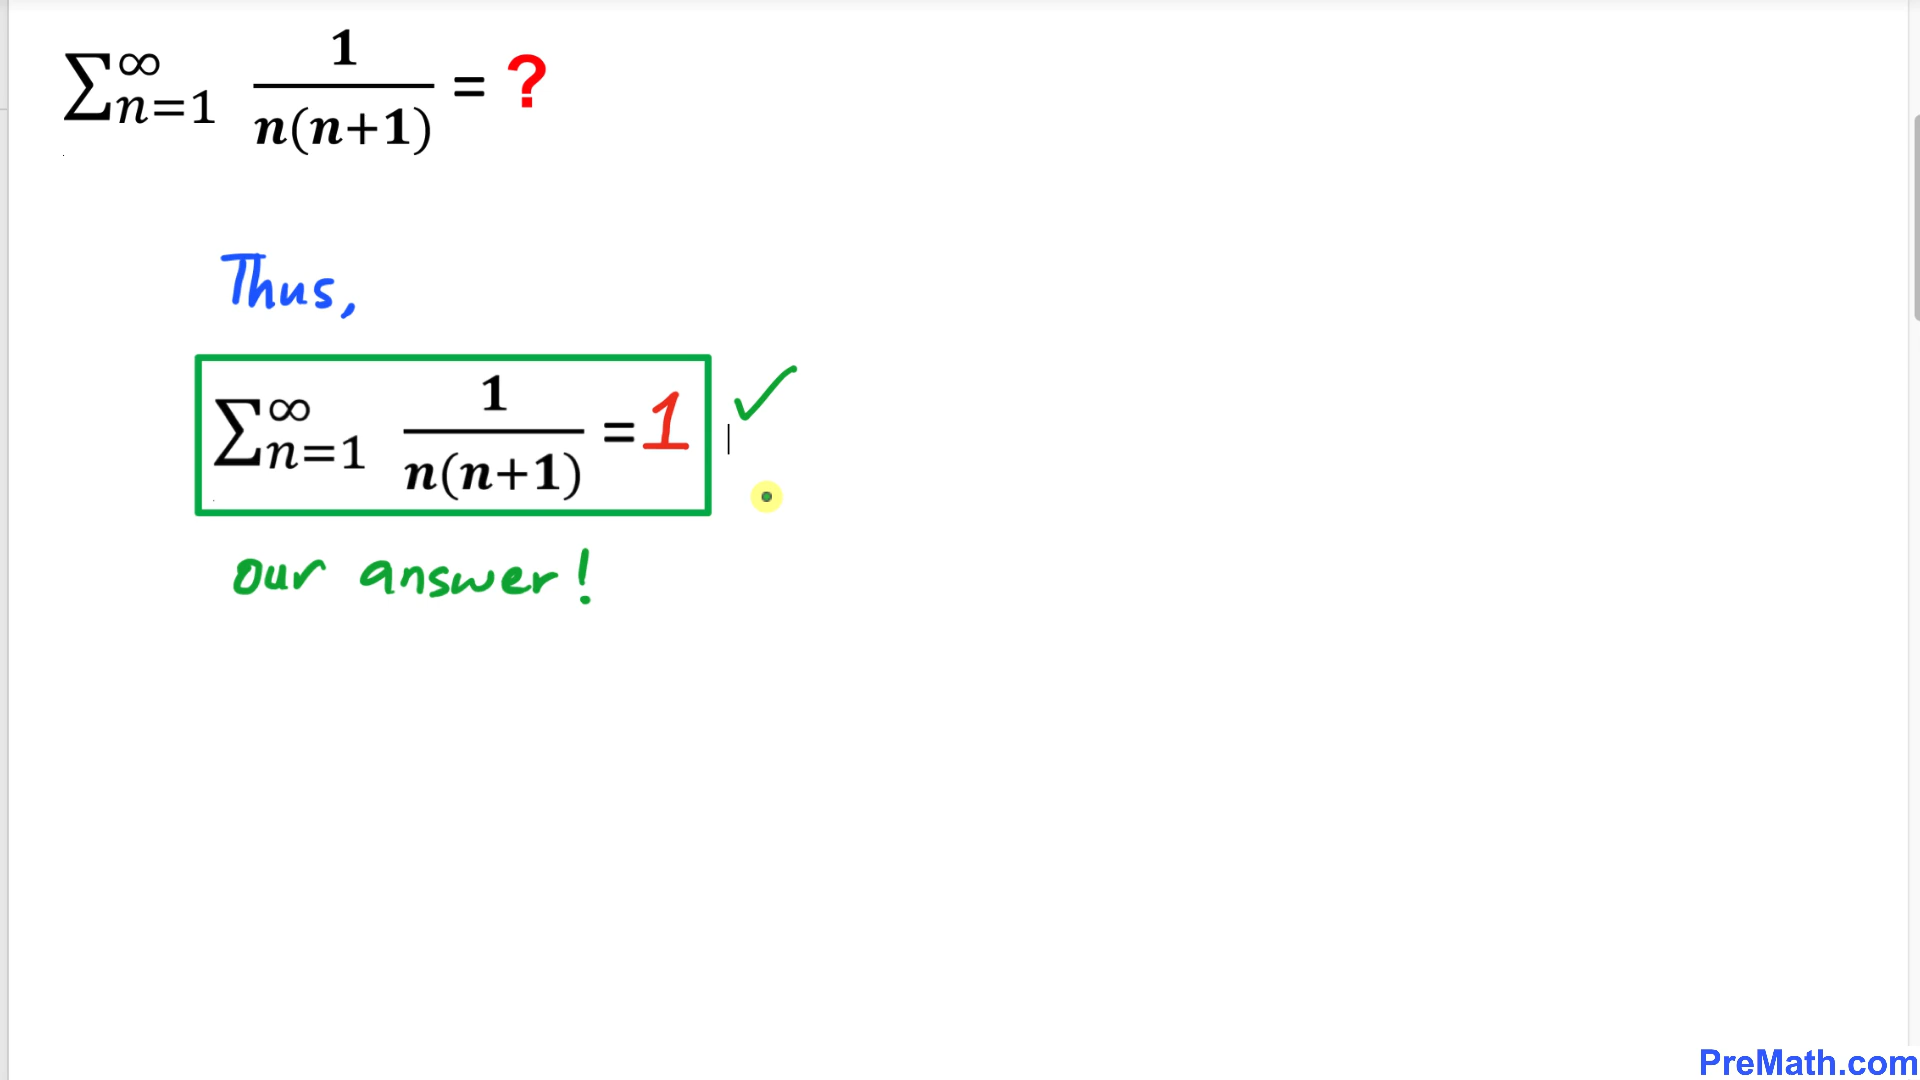 ∑∞n=1 1/n(n+1) = ?
Thus,
∑∞n=1 1/n(n+1) = 1 ✓
our answer!
PreMath.com